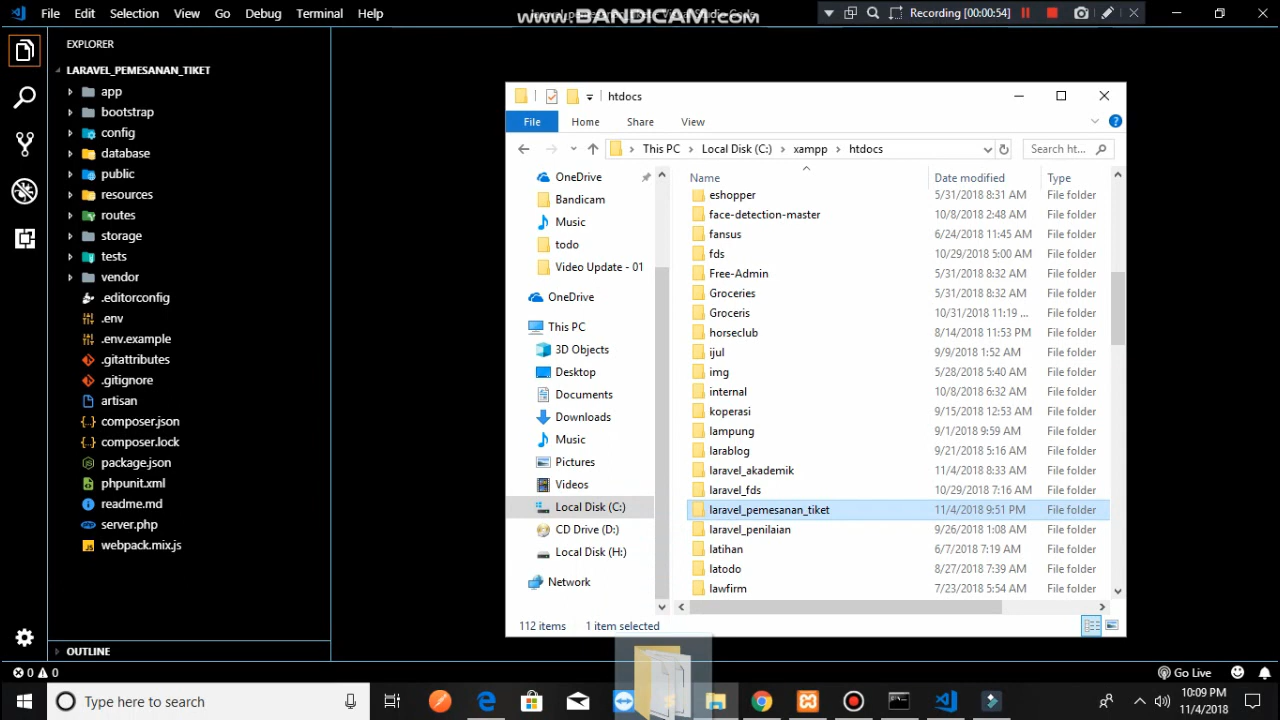 File Edit Selection View Go Debug Terminal Help
www.BANDICAM.com
Recording [00:00:54]
EXPLORER
LARAVEL_PEMESANAN_TIKET
app
bootstrap
config
database
public
resources
routes
storage
tests
vendor
.editorconfig
.env
.env.example
.gitattributes
.gitignore
artisan
composer.json
composer.lock
package.json
phpunit.xml
readme.md
server.php
webpack.mix.js
OUTLINE
htdocs
File Home Share View
This PC Local Disk (C:) xampp htdocs
Search ht...
OneDrive
Bandicam
Music
todo
Video Update - 01
OneDrive
This PC
3D Objects
Desktop
Documents
Downloads
Music
Pictures
Videos
Local Disk (C:)
CD Drive (D:)
Local Disk (H:)
Network
Name Date modified Type
eshopper 5/31/2018 8:31 AM File folder
face-detection-master 10/8/2018 2:48 AM File folder
fansus 6/24/2018 11:45 AM File folder
fds 10/29/2018 5:00 AM File folder
Free-Admin 5/31/2018 8:32 AM File folder
Groceries 5/31/2018 8:32 AM File folder
Groceris 10/31/2018 11:19 ... File folder
horseclub 8/14/2018 11:53 PM File folder
ijul 9/9/2018 1:52 AM File folder
img 5/28/2018 5:40 AM File folder
internal 10/8/2018 6:32 AM File folder
koperasi 9/15/2018 12:53 AM File folder
lampung 9/1/2018 9:59 AM File folder
larablog 9/21/2018 5:16 AM File folder
laravel_akademik 11/4/2018 8:33 AM File folder
laravel_fds 10/29/2018 7:16 AM File folder
laravel_pemesanan_tiket 11/4/2018 9:51 PM File folder
laravel_penilaian 9/26/2018 1:08 AM File folder
latihan 6/7/2018 7:19 AM File folder
latodo 8/27/2018 7:39 AM File folder
lawfirm 7/23/2018 5:54 AM File folder
112 items 1 item selected
0 0
Go Live
Type here to search
10:09 PM
11/4/2018